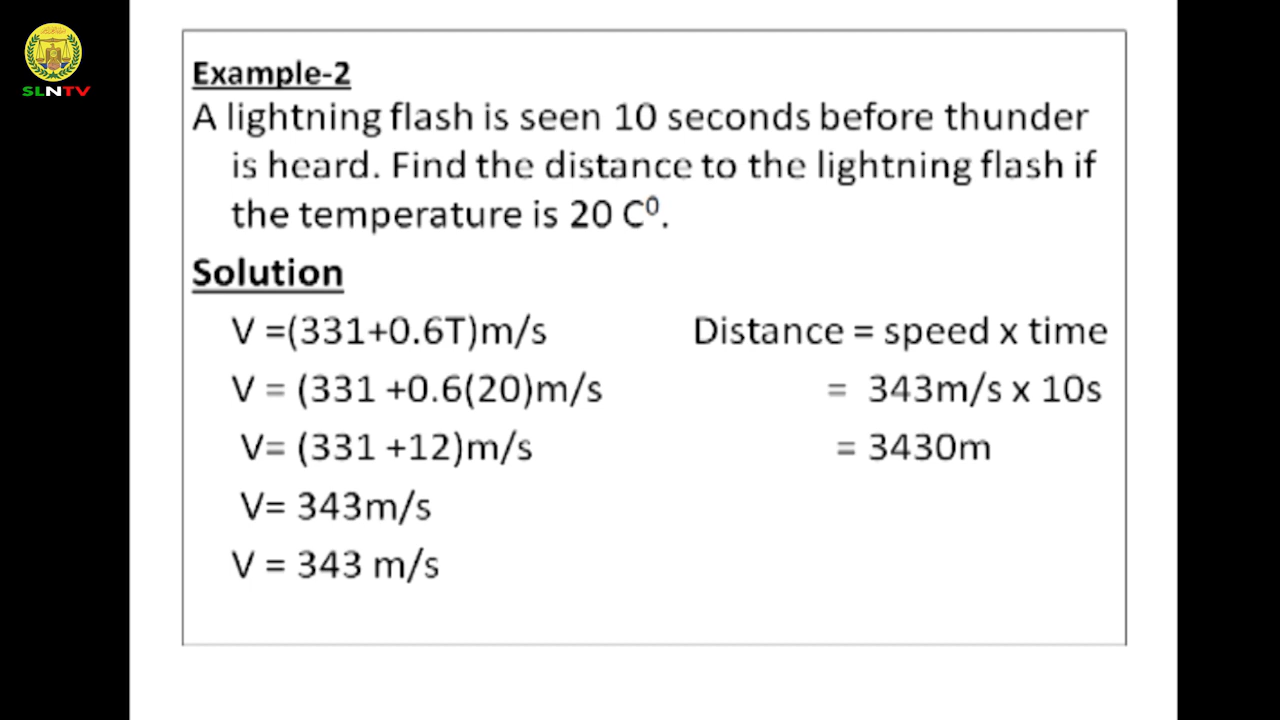 SLNTV
Example-2
A lightning flash is seen 10 seconds before thunder
is heard. Find the distance to the lightning flash if
the temperature is 20 C⁰.
Solution
V =(331+0.6T)m/s
V = (331 +0.6(20)m/s
V= (331 +12)m/s
V= 343m/s
V = 343 m/s
Distance = speed x time
= 343m/s x 10s
= 3430m